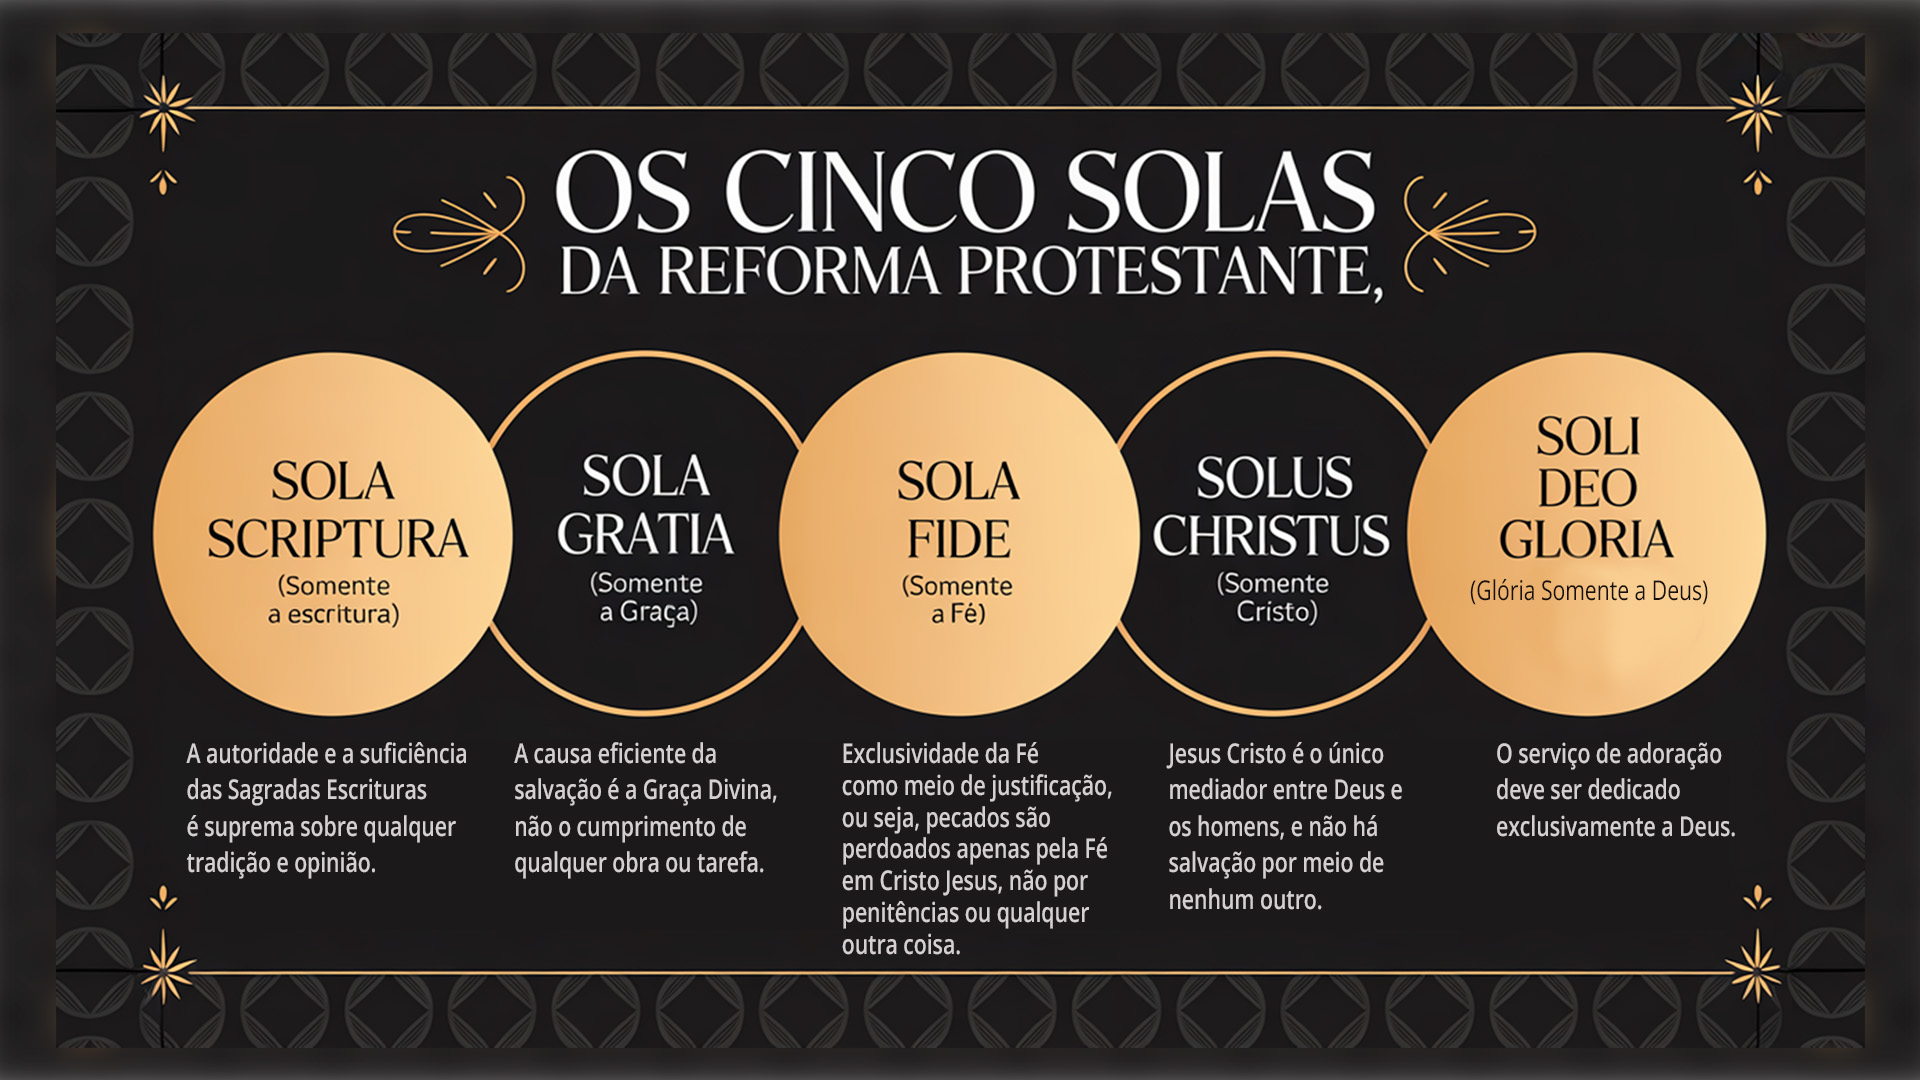 OS CINCO SOLAS
DA REFORMA PROTESTANTE,
SOLA
SCRIPTURA
(Somente
a escritura)
SOLA
GRATIA
(Somente
a Graça)
SOLA
FIDE
(Somente
a Fé)
SOLUS
CHRISTUS
(Somente
Cristo)
SOLI
DEO
GLORIA
(Glória Somente a Deus)
A autoridade e a suficiência
das Sagradas Escrituras
é suprema sobre qualquer
tradição e opinião.
A causa eficiente da
salvação é a Graça Divina,
não o cumprimento de
qualquer obra ou tarefa.
Exclusividade da Fé
como meio de justificação,
ou seja, pecados são
perdoados apenas pela Fé
em Cristo Jesus, não por
penitências ou qualquer
outra coisa.
Jesus Cristo é o único
mediador entre Deus e
os homens, e não há
salvação por meio de
nenhum outro.
O serviço de adoração
deve ser dedicado
exclusivamente a Deus.